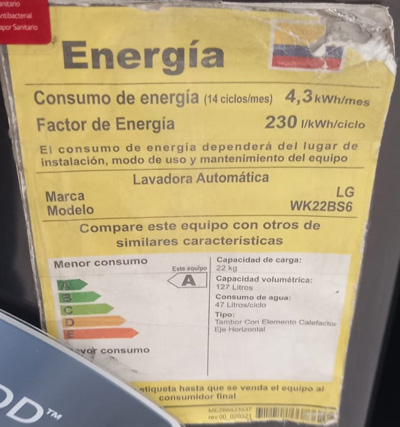 anitario
ntibacterial
apor Sanitario
Energía
Consumo de energía (14 ciclos/mes) 4,3 kWh/mes
Factor de Energía 230 l/kWh/ciclo
El consumo de energía dependerá del lugar de
instalación, modo de uso y mantenimiento del equipo
Lavadora Automática
Marca LG
Modelo WK22BS6
Compare este equipo con otros de
similares características
Menor consumo
Este equipo
A
A
B
C
D
E
yor consumo
Capacidad de carga:
22 kg
Capacidad volumétrica:
127 Litros
Consumo de agua:
47 Litros/ciclo
Tipo:
Tambor Con Elemento Calefactor
Eje Horizontal
etiqueta hasta que se venda el equipo al
consumidor final
OD™